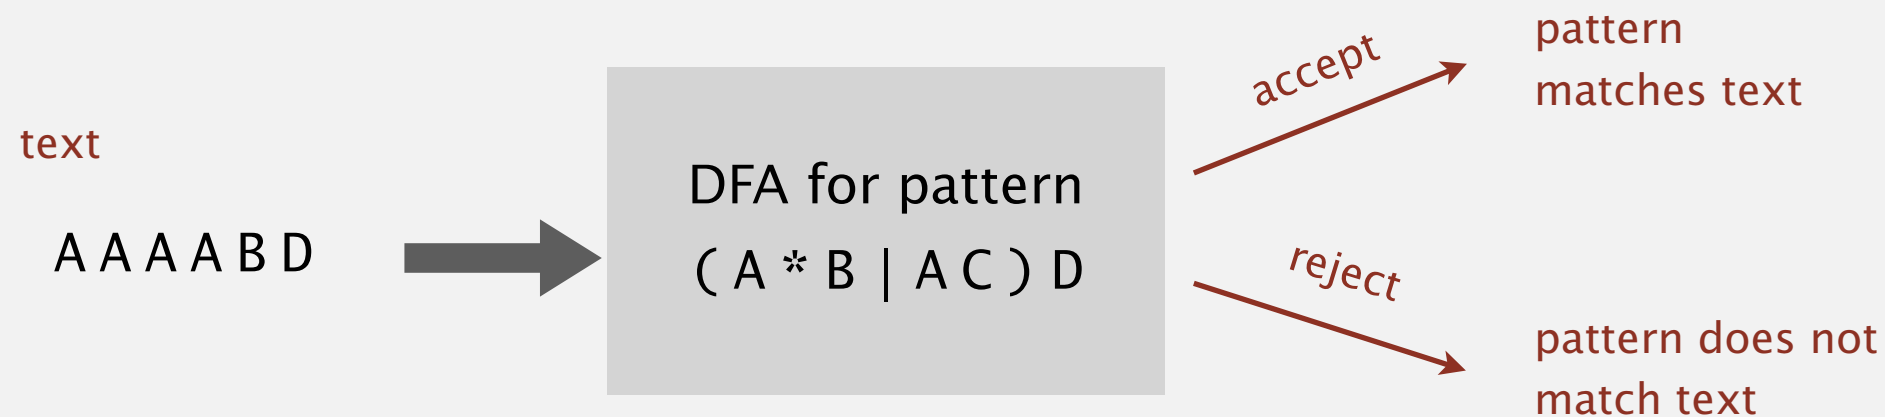 text
A A A A B D
DFA for pattern
( A * B | A C ) D
accept
pattern
matches text
reject
pattern does not
match text